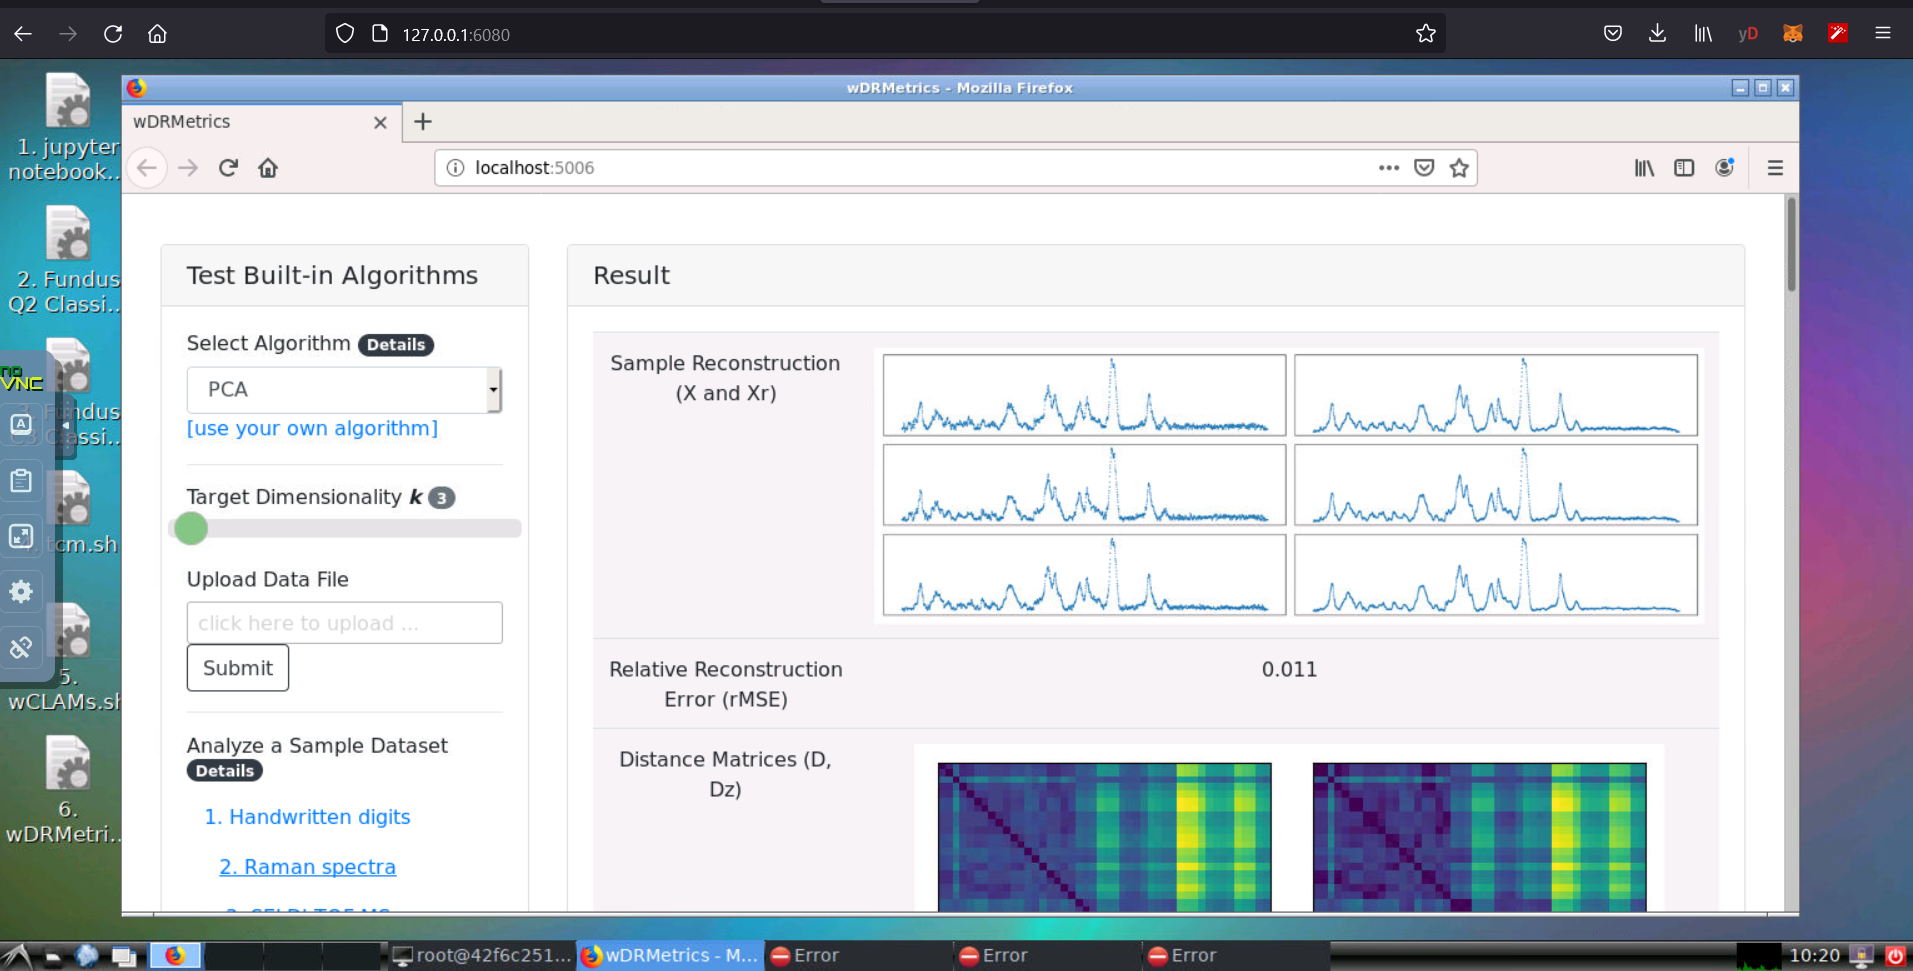 127.0.0.1:6080
wDRMetrics - Mozilla Firefox
wDRMetrics
localhost:5006
1. jupyter
notebook...
2. Fundus
Q2 Classi...
no
VNC
tcm.sh
5.
wCLAMs.sh
6.
wDRMetri...
Test Built-in Algorithms
Select Algorithm Details
PCA
[use your own algorithm]
Target Dimensionality k 3
Upload Data File
click here to upload ...
Submit
Analyze a Sample Dataset
Details
1. Handwritten digits
2. Raman spectra
Result
Sample Reconstruction
(X and Xr)
Relative Reconstruction
Error (rMSE)
0.011
Distance Matrices (D,
Dz)
root@42f6c251...
wDRMetrics - M...
Error
Error
Error
10:20